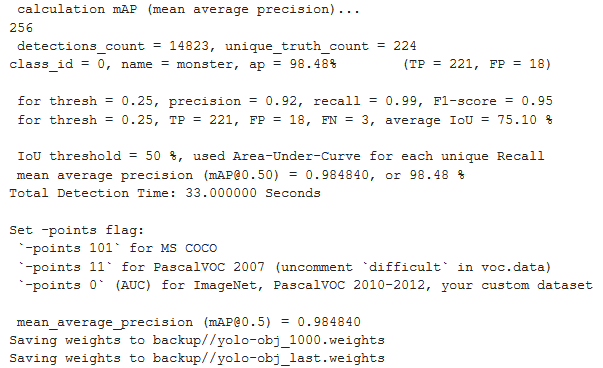 calculation mAP (mean average precision)...
256
detections_count = 14823, unique_truth_count = 224
class_id = 0, name = monster, ap = 98.48% (TP = 221, FP = 18)
for thresh = 0.25, precision = 0.92, recall = 0.99, F1-score = 0.95
for thresh = 0.25, TP = 221, FP = 18, FN = 3, average IoU = 75.10 %
IoU threshold = 50 %, used Area-Under-Curve for each unique Recall
mean average precision (mAP@0.50) = 0.984840, or 98.48 %
Total Detection Time: 33.000000 Seconds
Set -points flag:
`-points 101` for MS COCO
`-points 11` for PascalVOC 2007 (uncomment `difficult` in voc.data)
`-points 0` (AUC) for ImageNet, PascalVOC 2010-2012, your custom dataset
mean_average_precision (mAP@0.5) = 0.984840
Saving weights to backup//yolo-obj_1000.weights
Saving weights to backup//yolo-obj_last.weights